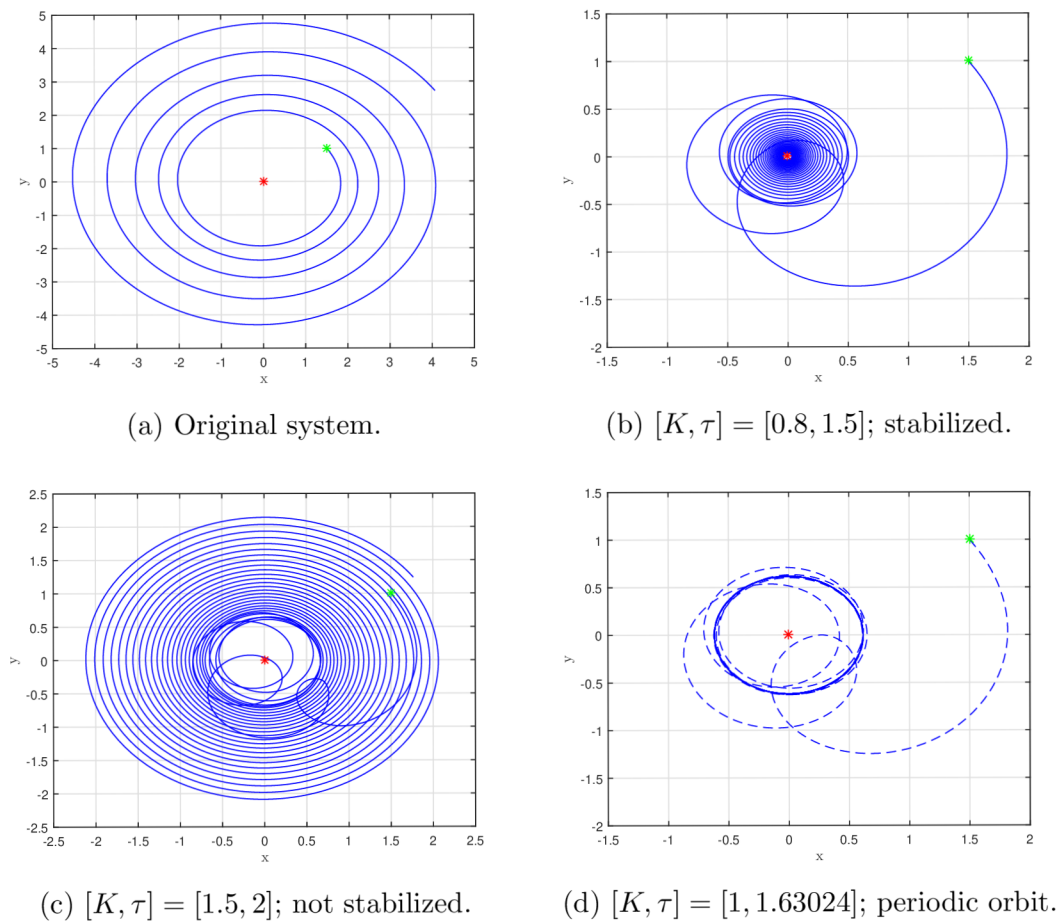 5
4
3
2
1
0
-1
-2
-3
-4
-5
y
-5 -4 -3 -2 -1 0 1 2 3 4 5
x
(a) Original system.
1.5
1
0.5
0
-0.5
-1
-1.5
-2
y
-1.5 -1 -0.5 0 0.5 1 1.5 2
x
(b) [K, τ] = [0.8, 1.5]; stabilized.
2.5
2
1.5
1
0.5
0
-0.5
-1
-1.5
-2
-2.5
y
-2.5 -2 -1.5 -1 -0.5 0 0.5 1 1.5 2 2.5
x
(c) [K, τ] = [1.5, 2]; not stabilized.
1.5
1
0.5
0
-0.5
-1
-1.5
-2
y
-1.5 -1 -0.5 0 0.5 1 1.5 2
x
(d) [K, τ] = [1, 1.63024]; periodic orbit.